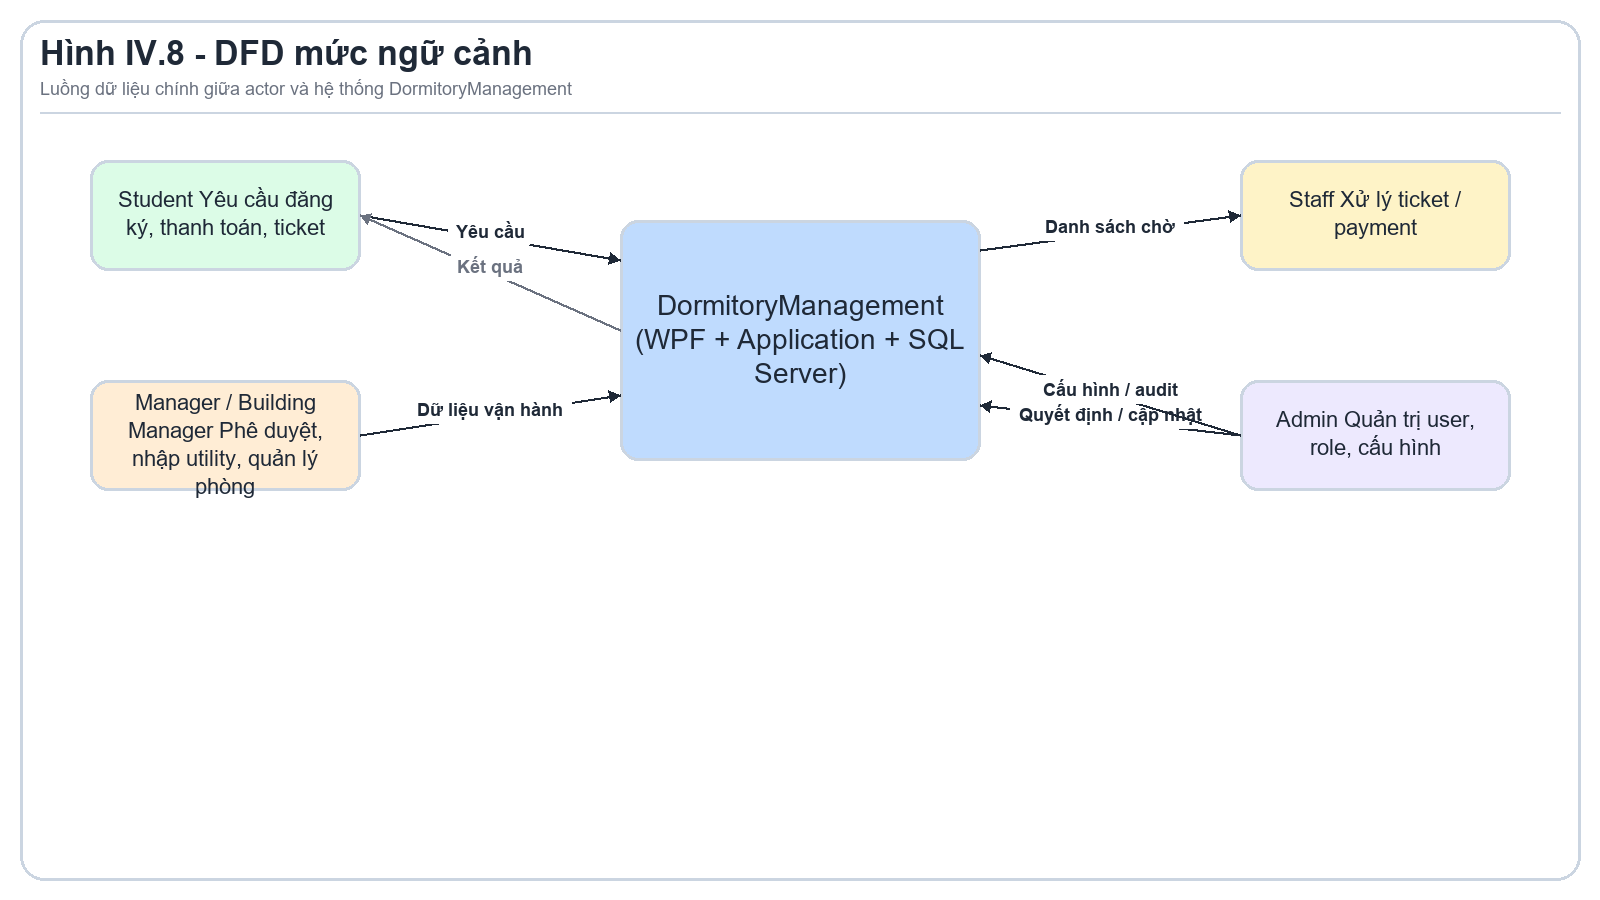 Hình IV.8 - DFD mức ngữ cảnh
Luồng dữ liệu chính giữa actor và hệ thống DormitoryManagement
Student Yêu cầu đăng
ký, thanh toán, ticket
Yêu cầu
Kết quả
DormitoryManagement
(WPF + Application + SQL
Server)
Danh sách chờ
Staff Xử lý ticket /
payment
Manager / Building
Manager Phê duyệt,
nhập utility, quản lý
phòng
Dữ liệu vận hành
Cấu hình / audit
Quyết định / cập nhật
Admin Quản trị user,
role, cấu hình